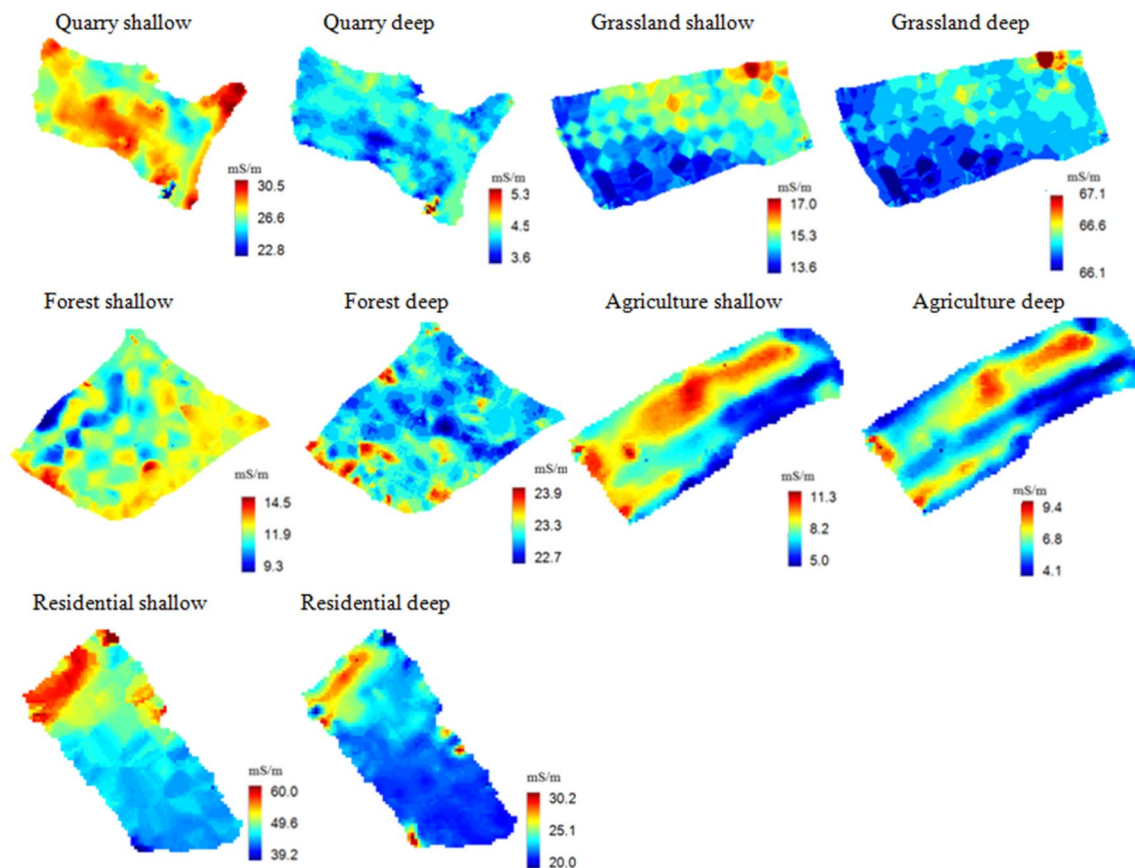 Quarry shallow
Quarry deep
Grassland shallow
Grassland deep
mS/m
30.5
26.6
22.8
mS/m
5.3
4.5
3.6
mS/m
17.0
15.3
13.6
mS/m
67.1
66.6
66.1
Forest shallow
Forest deep
Agriculture shallow
Agriculture deep
mS/m
14.5
11.9
9.3
mS/m
23.9
23.3
22.7
mS/m
11.3
8.2
5.0
mS/m
9.4
6.8
4.1
Residential shallow
Residential deep
mS/m
60.0
49.6
39.2
mS/m
30.2
25.1
20.0